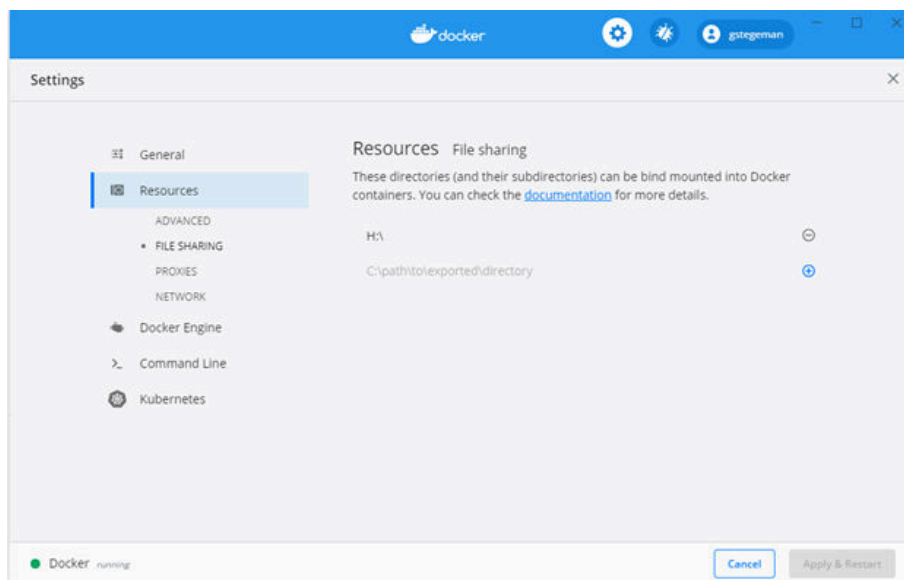 docker
gstegeman
Settings
General
Resources
ADVANCED
FILE SHARING
PROXIES
NETWORK
Docker Engine
Command Line
Kubernetes
Resources File sharing
These directories (and their subdirectories) can be bind mounted into Docker
containers. You can check the documentation for more details.
H:\
C:\path\to\exported\directory
Docker running
Cancel
Apply & Restart